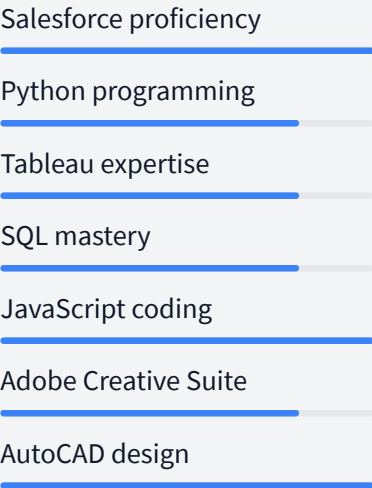 Salesforce proficiency
Python programming
Tableau expertise
SQL mastery
JavaScript coding
Adobe Creative Suite
AutoCAD design